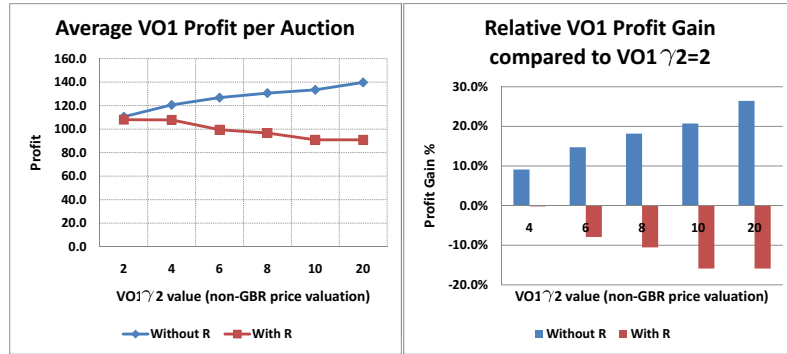 Average VO1 Profit per Auction
160.0
140.0
120.0
100.0
80.0
60.0
40.0
20.0
0.0
Profit
2 4 6 8 10 20
VO1γ2 value (non-GBR price valuation)
Without R With R
Relative VO1 Profit Gain
compared to VO1γ2=2
30.0%
20.0%
10.0%
0.0%
-10.0%
-20.0%
Profit Gain %
4 6 8 10 20
VO1γ2 value (non-GBR price valuation)
Without R With R